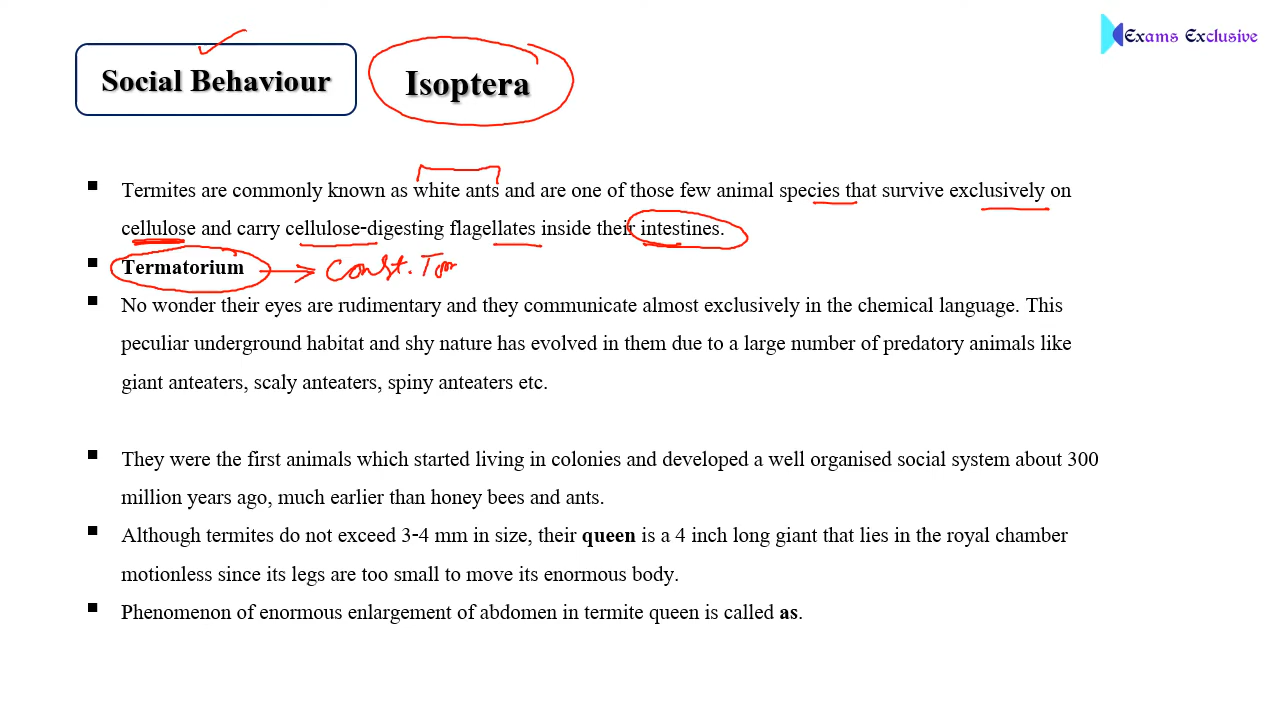 Exams Exclusive
Social Behaviour
Isoptera
▪ Termites are commonly known as white ants and are one of those few animal species that survive exclusively on
cellulose and carry cellulose-digesting flagellates inside their intestines.
▪ Termatorium → Const. Ter
▪ No wonder their eyes are rudimentary and they communicate almost exclusively in the chemical language. This
peculiar underground habitat and shy nature has evolved in them due to a large number of predatory animals like
giant anteaters, scaly anteaters, spiny anteaters etc.
▪ They were the first animals which started living in colonies and developed a well organised social system about 300
million years ago, much earlier than honey bees and ants.
▪ Although termites do not exceed 3-4 mm in size, their queen is a 4 inch long giant that lies in the royal chamber
motionless since its legs are too small to move its enormous body.
▪ Phenomenon of enormous enlargement of abdomen in termite queen is called as.